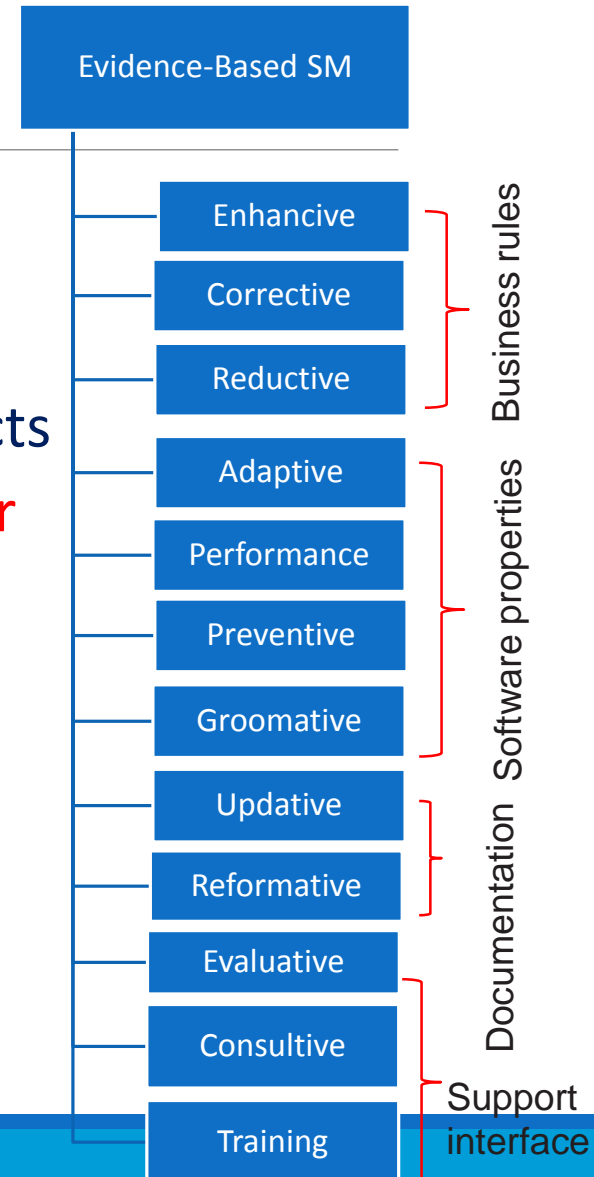 Evidence-Based SM
Enhancive
Corrective
Reductive
Business rules
cts
r
Adaptive
Performance
Preventive
Groomative
Software properties
Updative
Reformative
Documentation
Evaluative
Consultive
Training
Support
interface